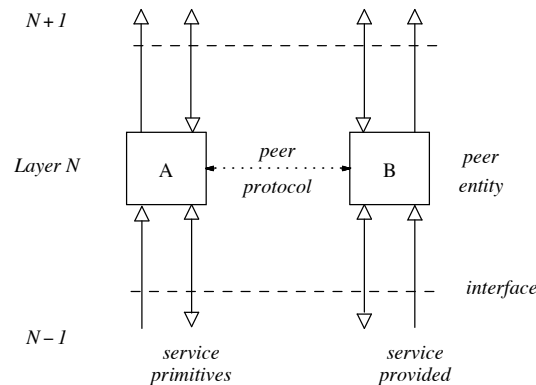 N+1
Layer N
A
peer
protocol
B
peer
entity
interface
N−1
service
primitives
service
provided